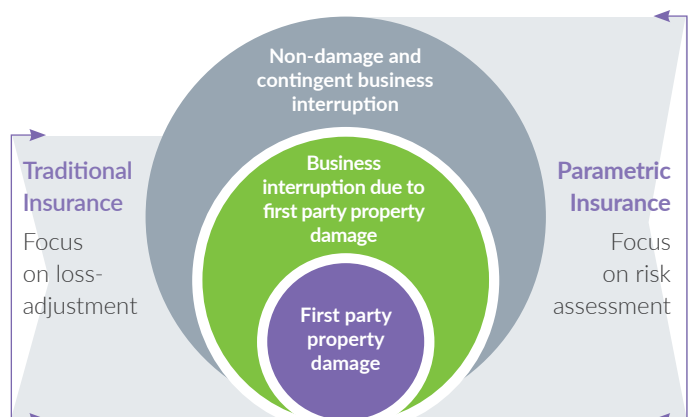 Non-damage and
contingent business
interruption
Traditional
Insurance
Focus
on loss-
adjustment
Business
interruption due to
first party property
damage
First party
property
damage
Parametric
Insurance
Focus
on risk
assessment